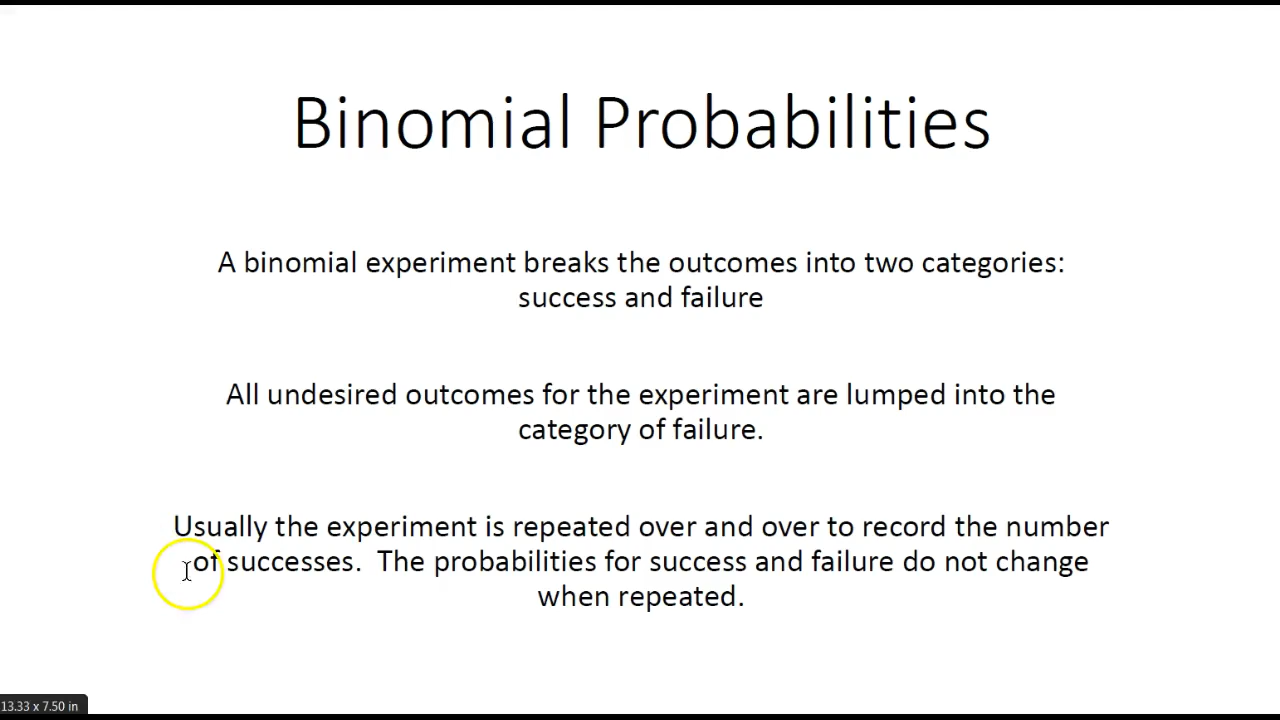 Binomial Probabilities
A binomial experiment breaks the outcomes into two categories:
success and failure
All undesired outcomes for the experiment are lumped into the
category of failure.
Usually the experiment is repeated over and over to record the number
of successes.  The probabilities for success and failure do not change
when repeated.
13.33 x 7.50 in